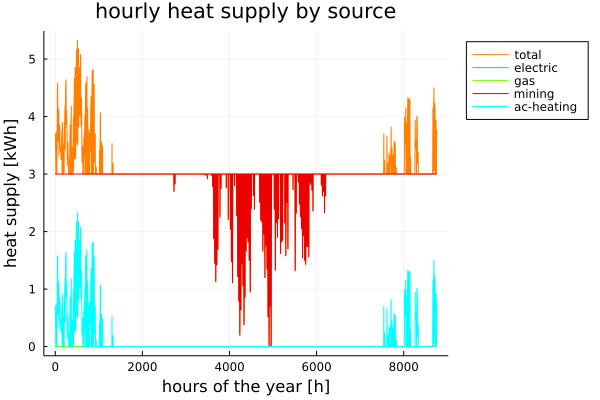 hourly heat supply by source
heat supply [kWh]
5
4
3
2
1
0
0 2000 4000 6000 8000
hours of the year [h]
total
electric
gas
mining
ac-heating